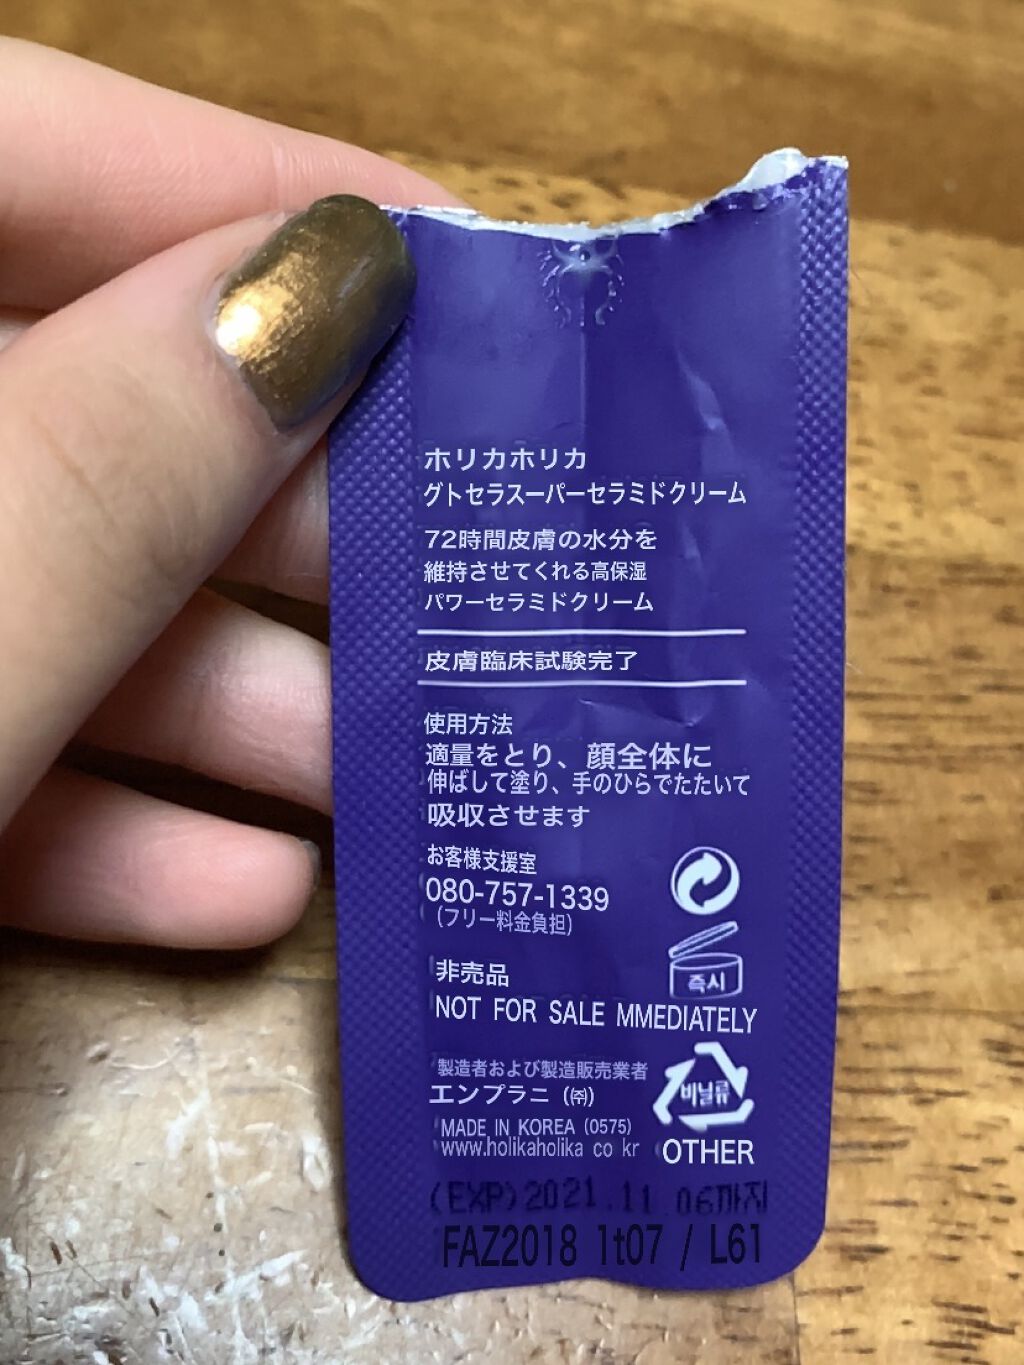 ホリカホリカ
グトセラスーパーセラミドクリーム
72時間皮膚の水分を
維持させてくれる高保湿
パワーセラミドクリーム
皮膚臨床試験完了
使用方法
適量をとり、顔全体に
伸ばして塗り、手のひらでたたいて
吸収させます
お客様支援室
080-757-1339
(フリー料金負担)
즉시
非売品
NOT FOR SALE MMEDIATELY
製造者および製造販売業者
エンプラニ ㈱
비닐류
MADE IN KOREA (0575)
www.holikaholika co kr
OTHER
(EXP) 2021.11 06까지
FAZ2018 1t07 / L61